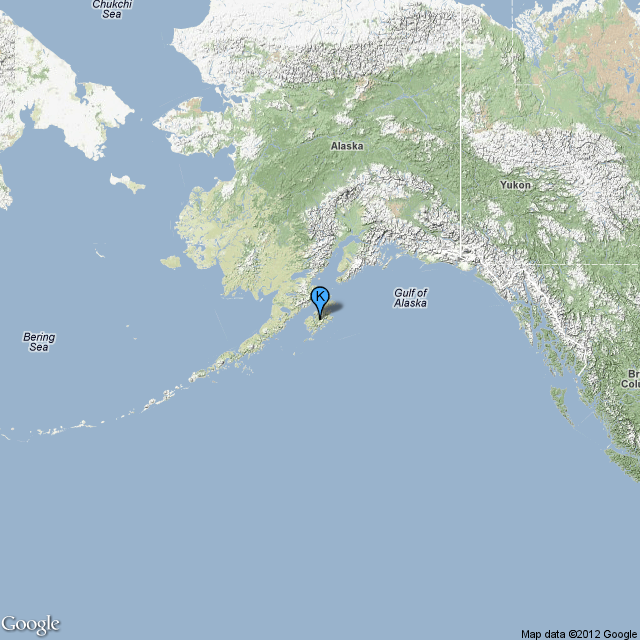 Chukchi
Sea
Alaska
Yukon
K
Gulf of
Alaska
Bering
Sea
Br
Colu
Google
Map data ©2012 Google